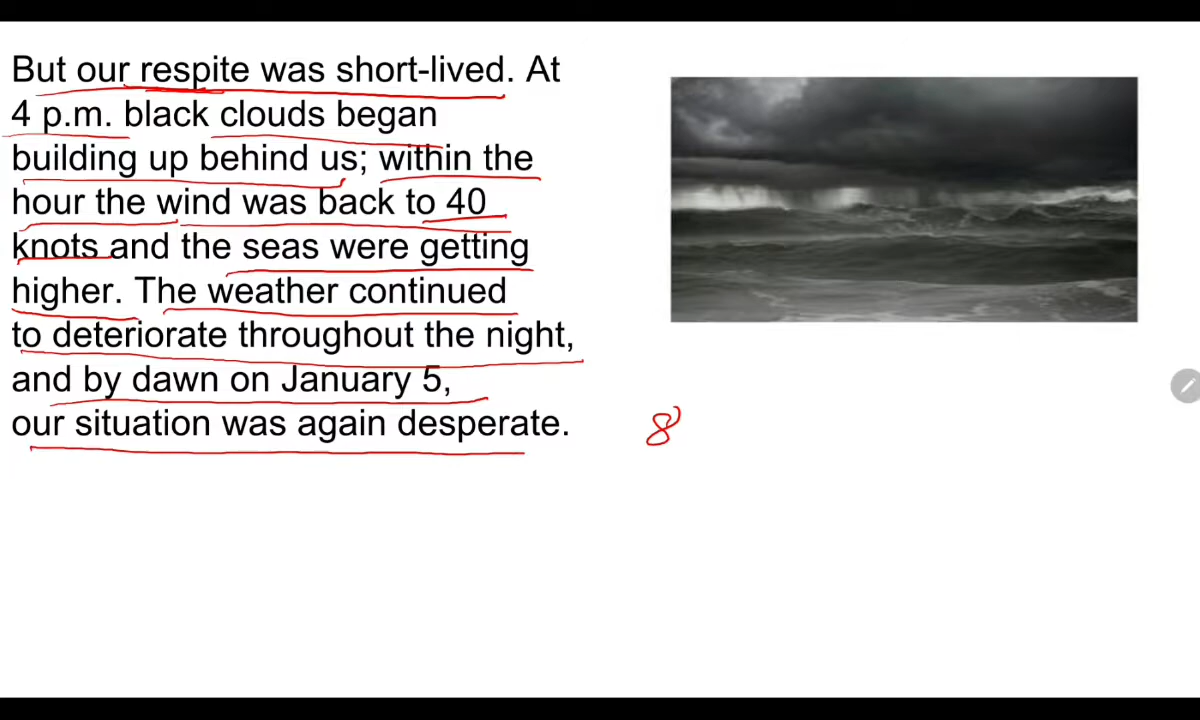 But our respite was short-lived. At
4 p.m. black clouds began
building up behind us; within the
hour the wind was back to 40
knots and the seas were getting
higher. The weather continued
to deteriorate throughout the night,
and by dawn on January 5,
our situation was again desperate.
8'